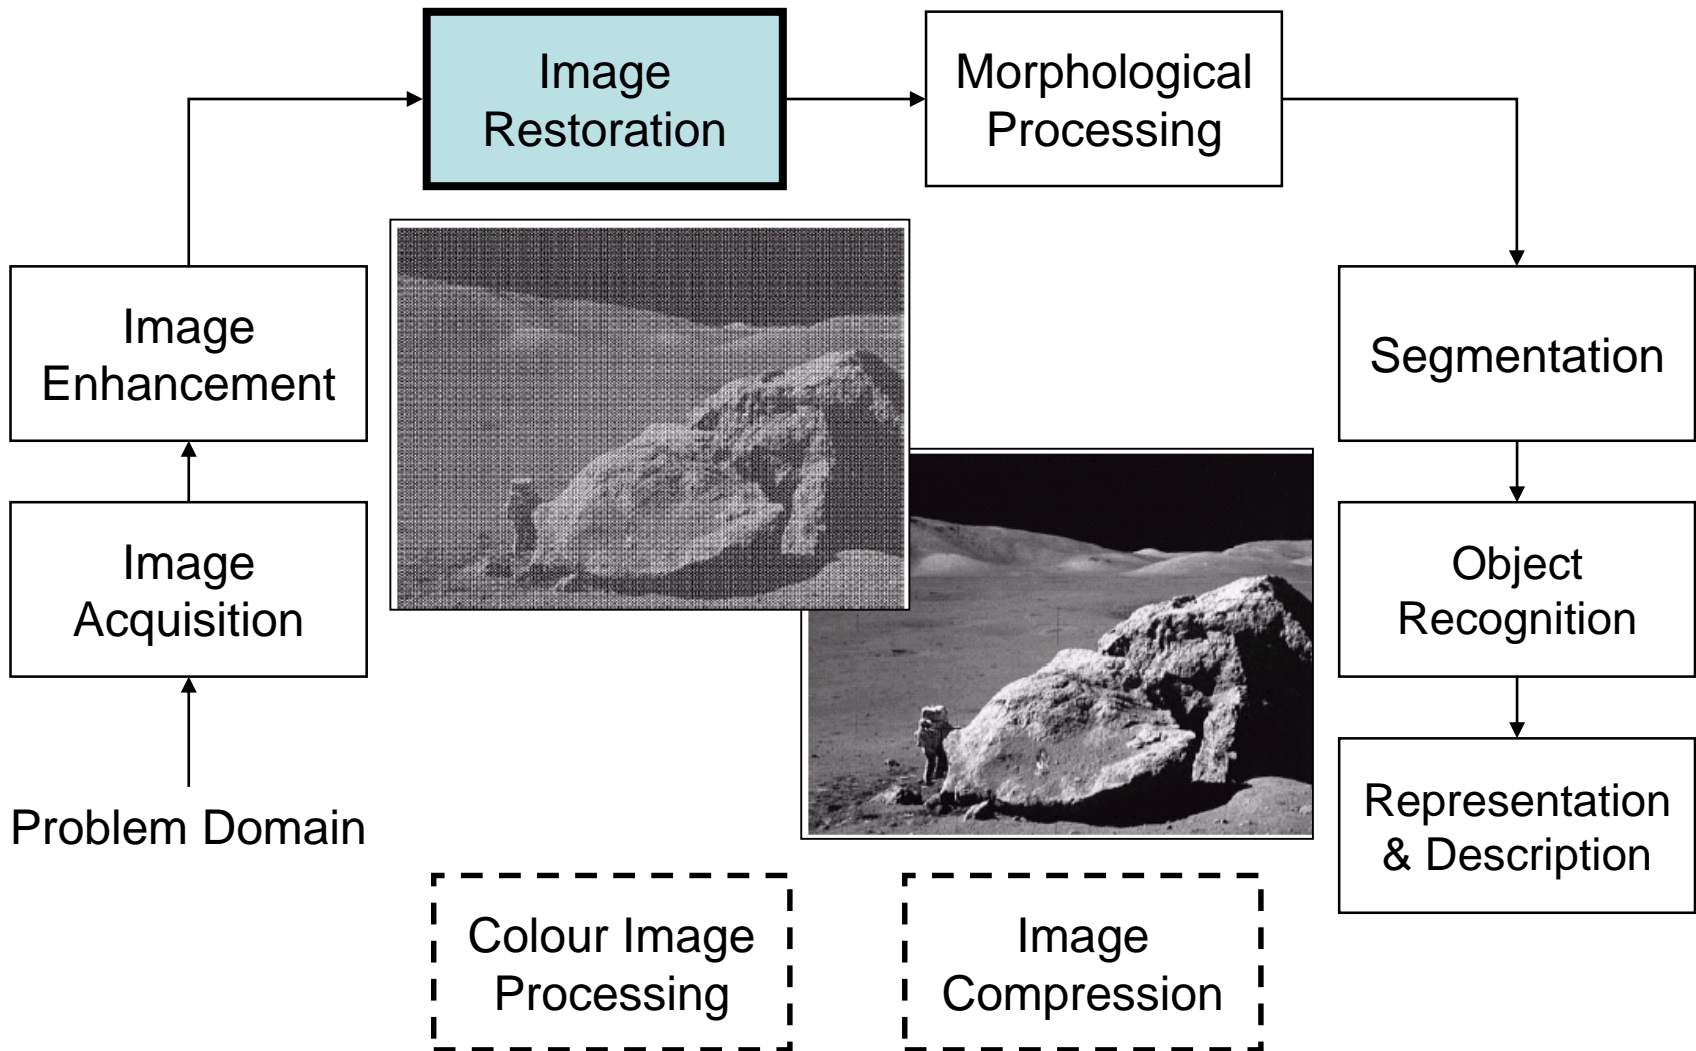 Image
Restoration
Morphological
Processing
Image
Enhancement
Segmentation
Image
Acquisition
Object
Recognition
Problem Domain
Representation
& Description
Colour Image
Processing
Image
Compression